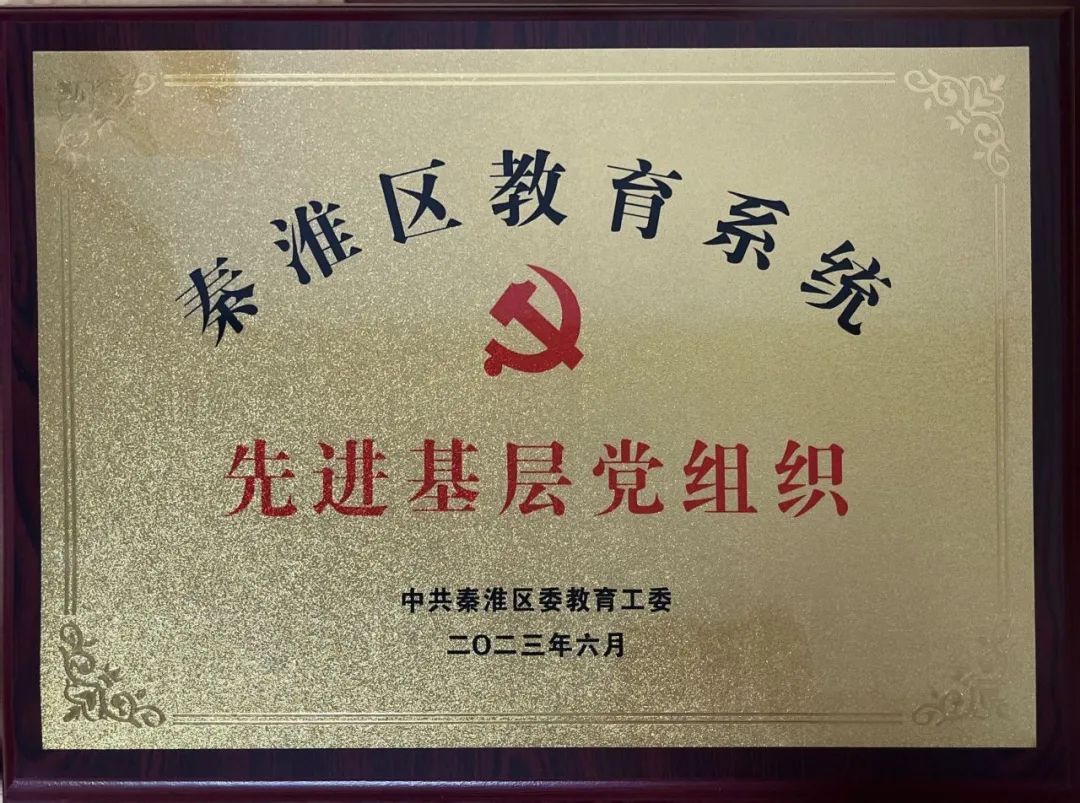 秦淮区教育系统
先进基层党组织
中共秦淮区委教育工委
二〇二三年六月